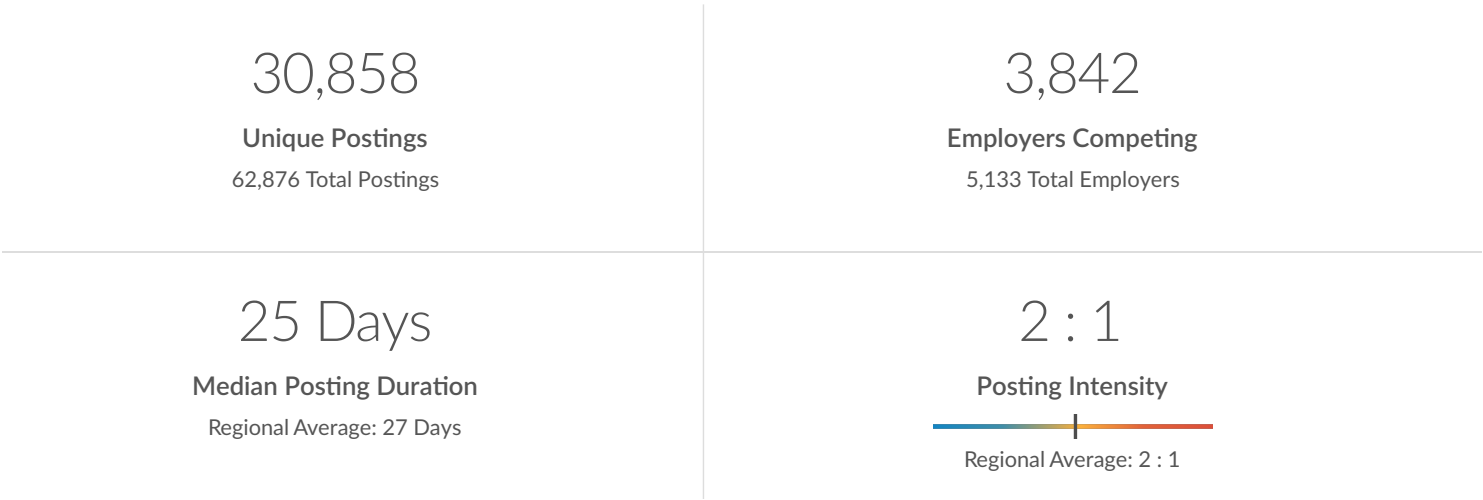 30,858
Unique Postings
62,876 Total Postings
3,842
Employers Competing
5,133 Total Employers
25 Days
Median Posting Duration
Regional Average: 27 Days
2 : 1
Posting Intensity
Regional Average: 2 : 1